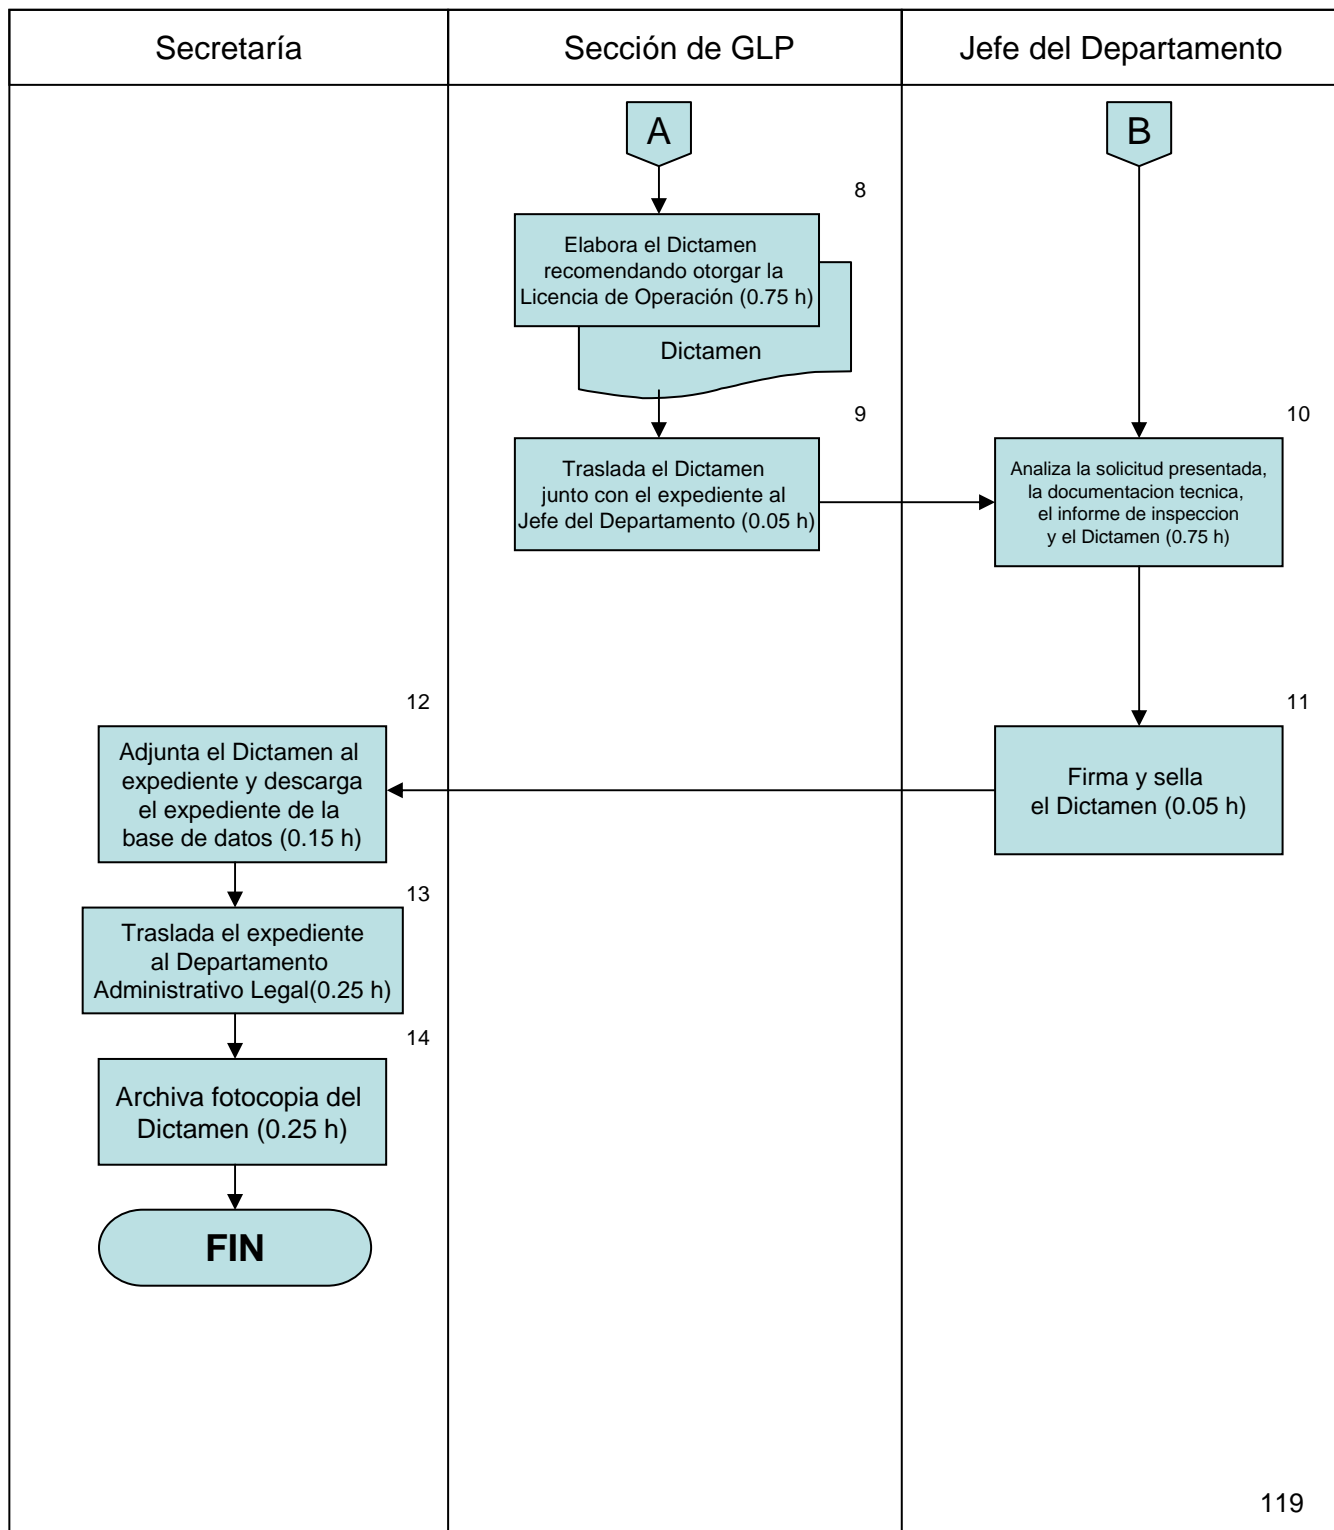 Secretaría
Sección de GLP
Jefe del Departamento
A
B
8
Elabora el Dictamen
recomendando otorgar la
Licencia de Operación (0.75 h)
Dictamen
9
Traslada el Dictamen
junto con el expediente al
Jefe del Departamento (0.05 h)
10
Analiza la solicitud presentada,
la documentacion tecnica,
el informe de inspeccion
y el Dictamen (0.75 h)
11
Firma y sella
el Dictamen (0.05 h)
12
Adjunta el Dictamen al
expediente y descarga
el expediente de la
base de datos (0.15 h)
13
Traslada el expediente
al Departamento
Administrativo Legal(0.25 h)
14
Archiva fotocopia del
Dictamen (0.25 h)
FIN
119